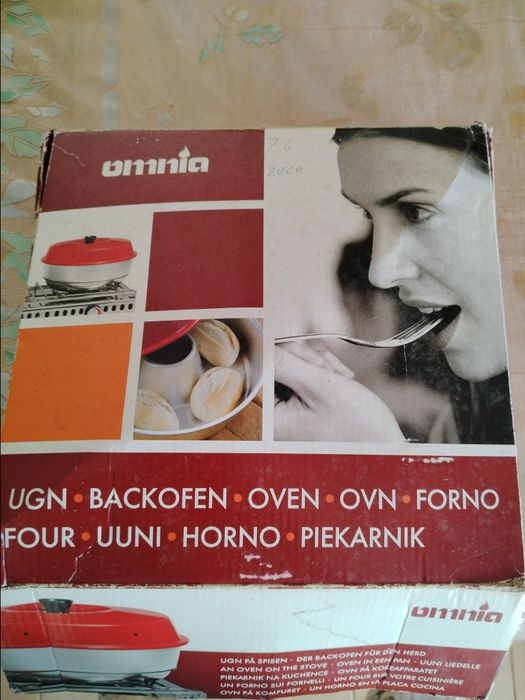 omnia
7-4
2020
UGN • BACKOFEN • OVEN • OVN • FORNO
FOUR • UUNI • HORNO • PIEKARNIK
omnia
UGN PÅ SPISEN • DER BACKOFEN FÜR DEN HERD
AN OVEN ON THE STOVE • OVEN IN EEN PAN • UUNI LIEDELLE
PIEKARNIK NA KUCHENCE • OVN PÅ KOKEAPPARATET
UN FORNO SUI FORNELLI • UN FOUR SUR VOTRE CUISINIÈRE
OVN PÅ KOMFURET • UN HORNO EN LA PLACA COCINA